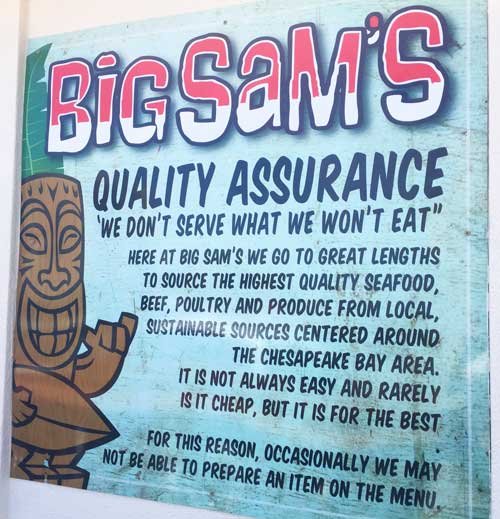 BIG SAM'S
QUALITY ASSURANCE
'WE DON'T SERVE WHAT WE WON'T EAT"
HERE AT BIG SAM'S WE GO TO GREAT LENGTHS
TO SOURCE THE HIGHEST QUALITY SEAFOOD,
BEEF, POULTRY AND PRODUCE FROM LOCAL,
SUSTAINABLE SOURCES CENTERED AROUND
THE CHESAPEAKE BAY AREA.
IT IS NOT ALWAYS EASY AND RARELY
IS IT CHEAP, BUT IT IS FOR THE BEST
FOR THIS REASON, OCCASIONALLY WE MAY
NOT BE ABLE TO PREPARE AN ITEM ON THE MENU.